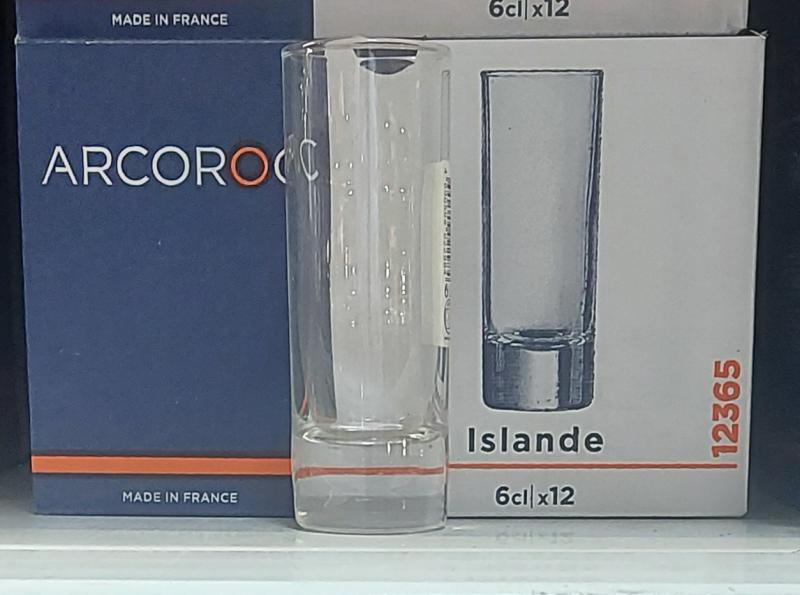 MADE IN FRANCE
6cl|x12
ARCOROC
Islande
12365
MADE IN FRANCE
6cl|x12